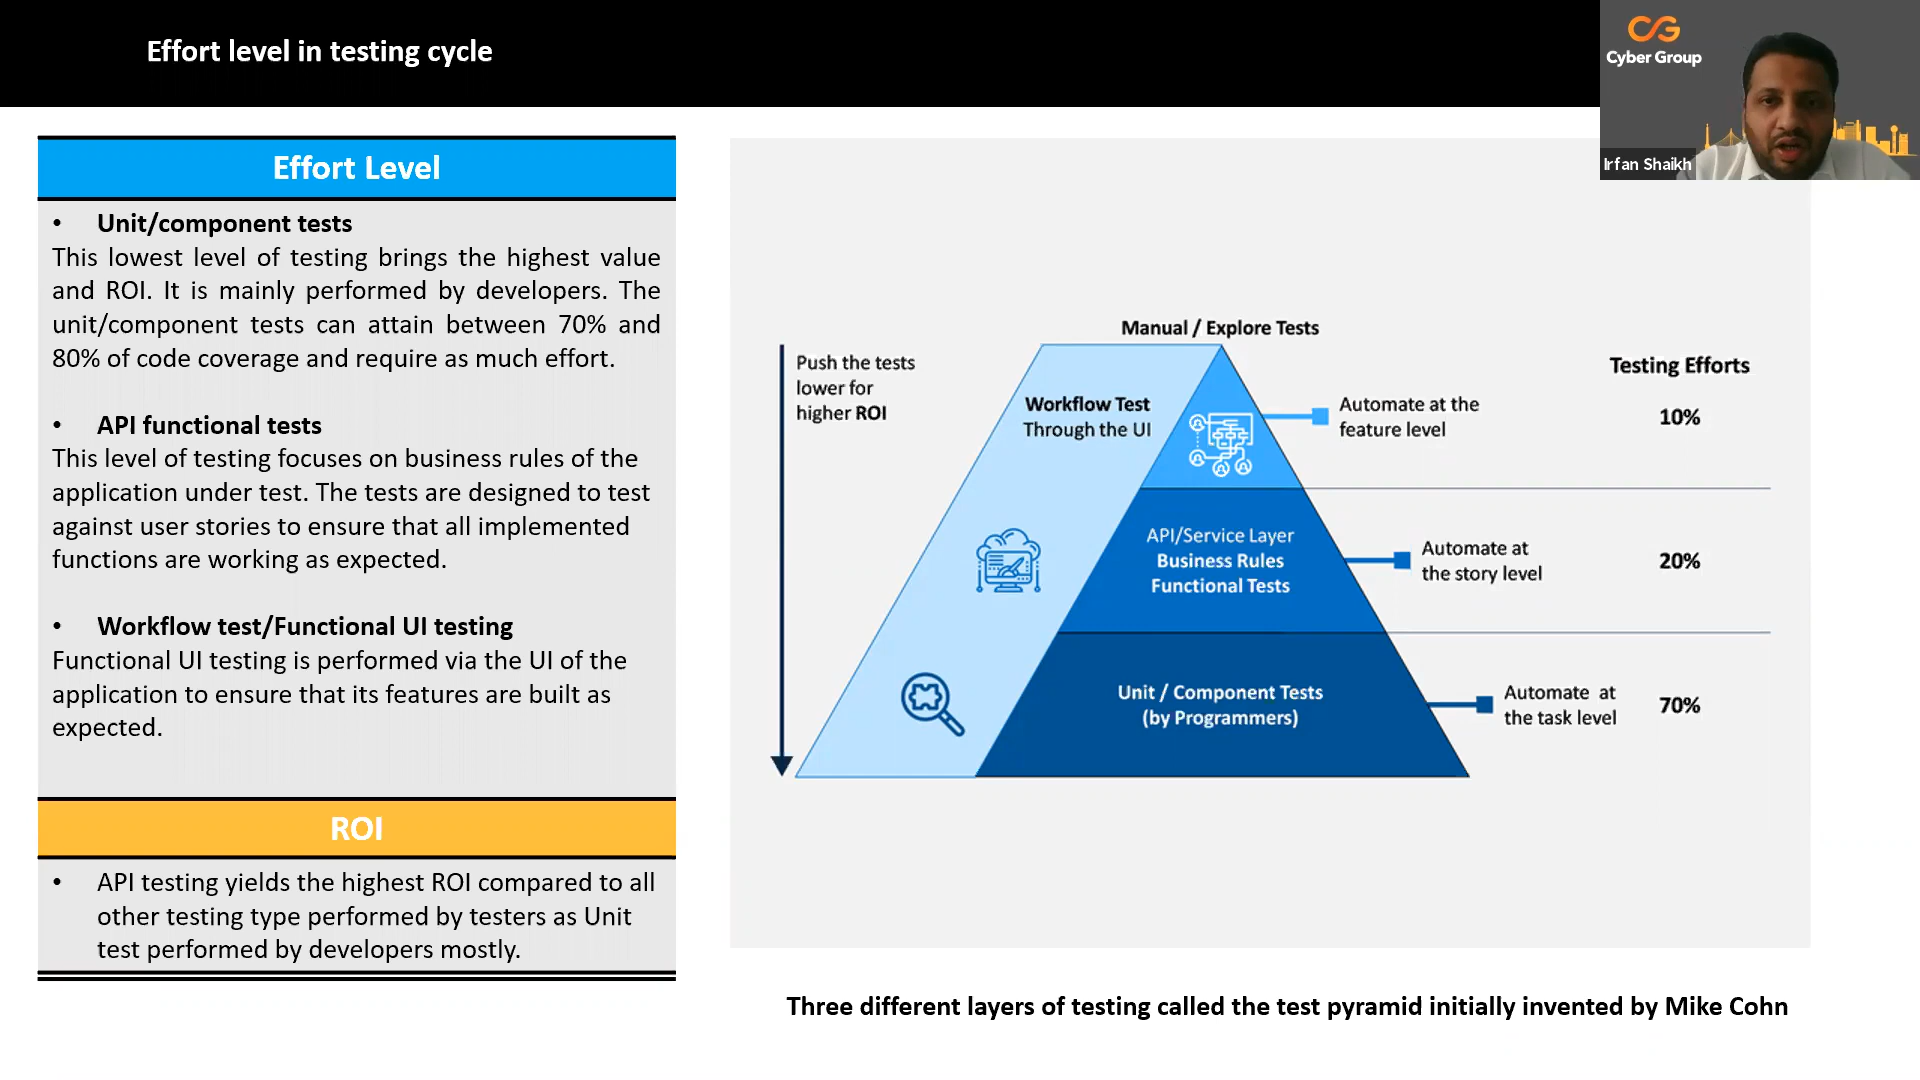 Effort level in testing cycle
Cyber Group
Irfan Shaikh
Effort Level
• Unit/component tests
This lowest level of testing brings the highest value
and ROI. It is mainly performed by developers. The
unit/component tests can attain between 70% and
80% of code coverage and require as much effort.
• API functional tests
This level of testing focuses on business rules of the
application under test. The tests are designed to test
against user stories to ensure that all implemented
functions are working as expected.
• Workflow test/Functional UI testing
Functional UI testing is performed via the UI of the
application to ensure that its features are built as
expected.
ROI
• API testing yields the highest ROI compared to all
other testing type performed by testers as Unit
test performed by developers mostly.
Manual / Explore Tests
Push the tests
lower for
higher ROI
Workflow Test
Through the UI
Automate at the
feature level
Testing Efforts
10%
API/Service Layer
Business Rules
Functional Tests
Automate at
the story level
20%
Unit / Component Tests
(by Programmers)
Automate at
the task level
70%
Three different layers of testing called the test pyramid initially invented by Mike Cohn